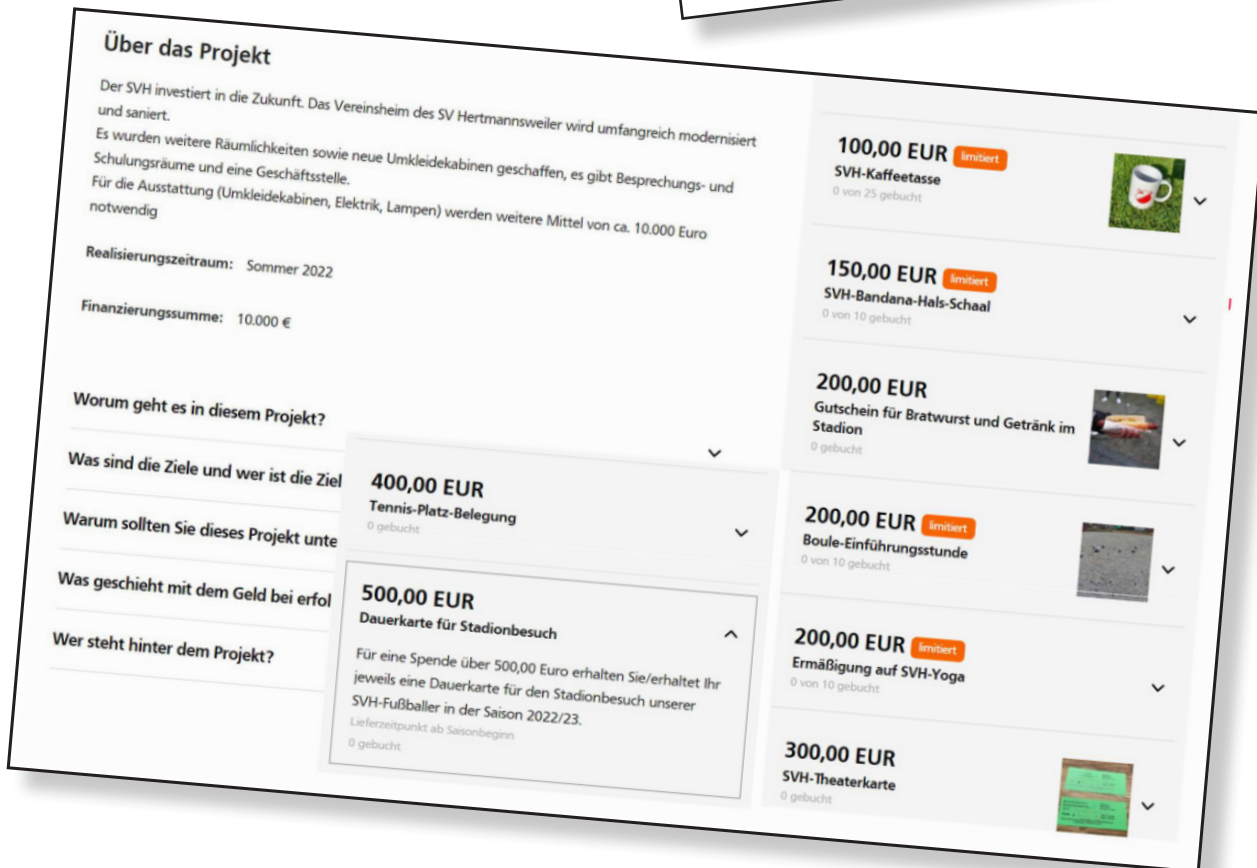 Über das Projekt
Der SVH investiert in die Zukunft. Das Vereinsheim des SV Hertmannsweiler wird umfangreich modernisiert
und saniert.
Es wurden weitere Räumlichkeiten sowie neue Umkleidekabinen geschaffen, es gibt Besprechungs- und
Schulungsräume und eine Geschäftsstelle.
Für die Ausstattung (Umkleidekabinen, Elektrik, Lampen) werden weitere Mittel von ca. 10.000 Euro
notwendig
Realisierungszeitraum: Sommer 2022
Finanzierungssumme: 10.000 €
Worum geht es in diesem Projekt?
Was sind die Ziele und wer ist die Ziel
Warum sollten Sie dieses Projekt unte
Was geschieht mit dem Geld bei erfol
Wer steht hinter dem Projekt?
400,00 EUR
Tennis-Platz-Belegung
0 gebucht
500,00 EUR
Dauerkarte für Stadionbesuch
Für eine Spende über 500,00 Euro erhalten Sie/erhaltet Ihr
jeweils eine Dauerkarte für den Stadionbesuch unserer
SVH-Fußballer in der Saison 2022/23.
Lieferzeitpunkt ab Saisonbeginn
0 gebucht
100,00 EUR limitiert
SVH-Kaffeetasse
0 von 25 gebucht
150,00 EUR limitiert
SVH-Bandana-Hals-Schaal
0 von 10 gebucht
200,00 EUR
Gutschein für Bratwurst und Getränk im
Stadion
0 gebucht
200,00 EUR limitiert
Boule-Einführungsstunde
0 von 10 gebucht
200,00 EUR limitiert
Ermäßigung auf SVH-Yoga
0 von 10 gebucht
300,00 EUR
SVH-Theaterkarte
0 gebucht